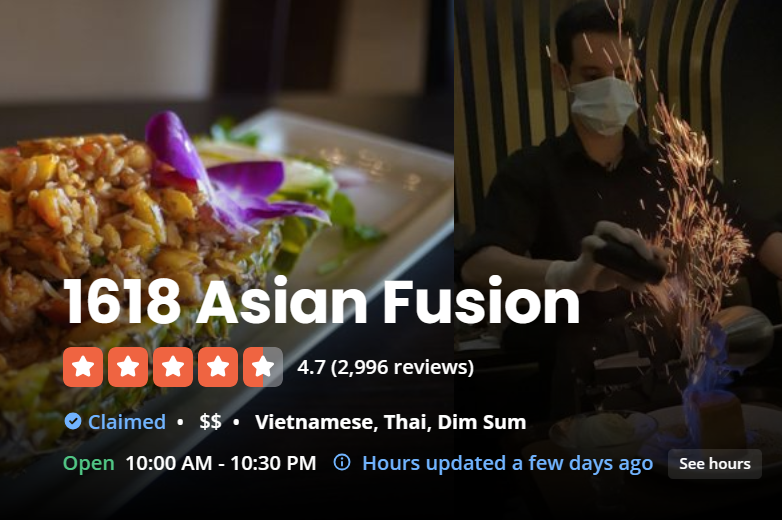 1618 Asian Fusion
4.7 (2,996 reviews)
Claimed • $$ • Vietnamese, Thai, Dim Sum
Open 10:00 AM - 10:30 PM Hours updated a few days ago See hours